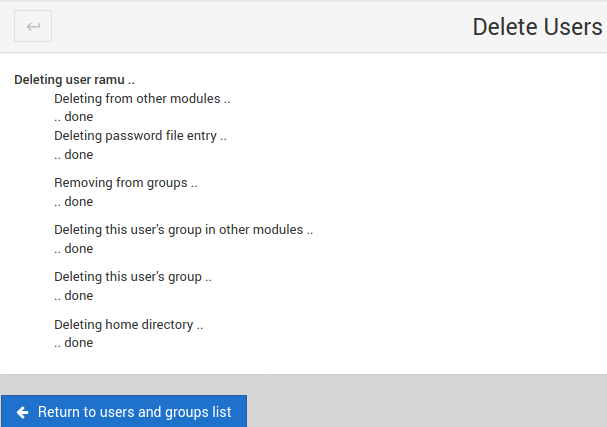 Delete Users
Deleting user ramu ..
Deleting from other modules ..
.. done
Deleting password file entry ..
.. done
Removing from groups ..
.. done
Deleting this user's group in other modules ..
.. done
Deleting this user's group ..
.. done
Deleting home directory ..
.. done
Return to users and groups list